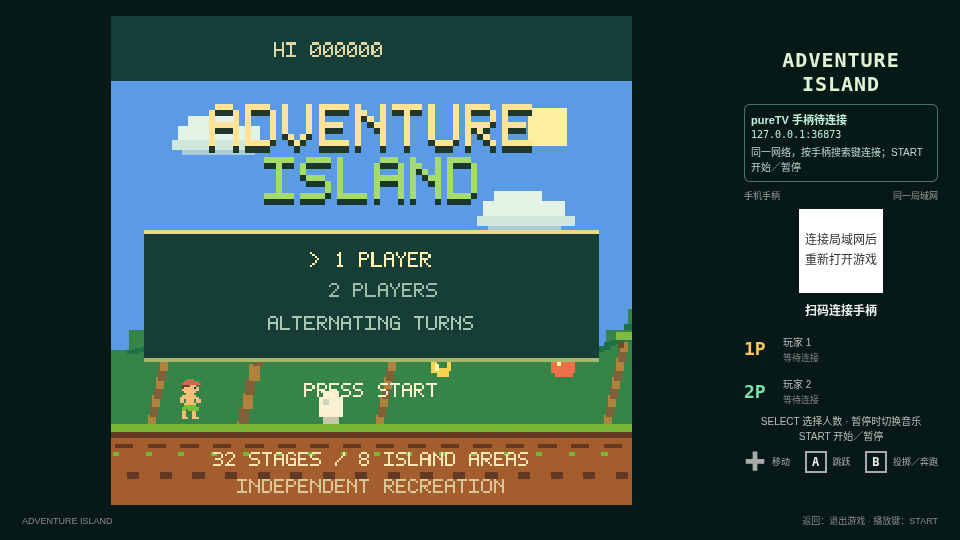 HI 000000
ADVENTURE
ISLAND
> 1 PLAYER
2 PLAYERS
ALTERNATING TURNS
PRESS START
32 STAGES / 8 ISLAND AREAS
INDEPENDENT RECREATION
ADVENTURE
ISLAND
pureTV 手柄待连接
127.0.0.1:36873
同一网络，按手柄搜索键连接；START
开始／暂停
手机手柄 同一局域网
连接局域网后
重新打开游戏
扫码连接手柄
1P 玩家 1
等待连接
2P 玩家 2
等待连接
SELECT 选择人数 · 暂停时切换音乐
START 开始／暂停
移动 A 跳跃 B 投掷／奔跑
ADVENTURE ISLAND
返回：退出游戏 · 播放键：START